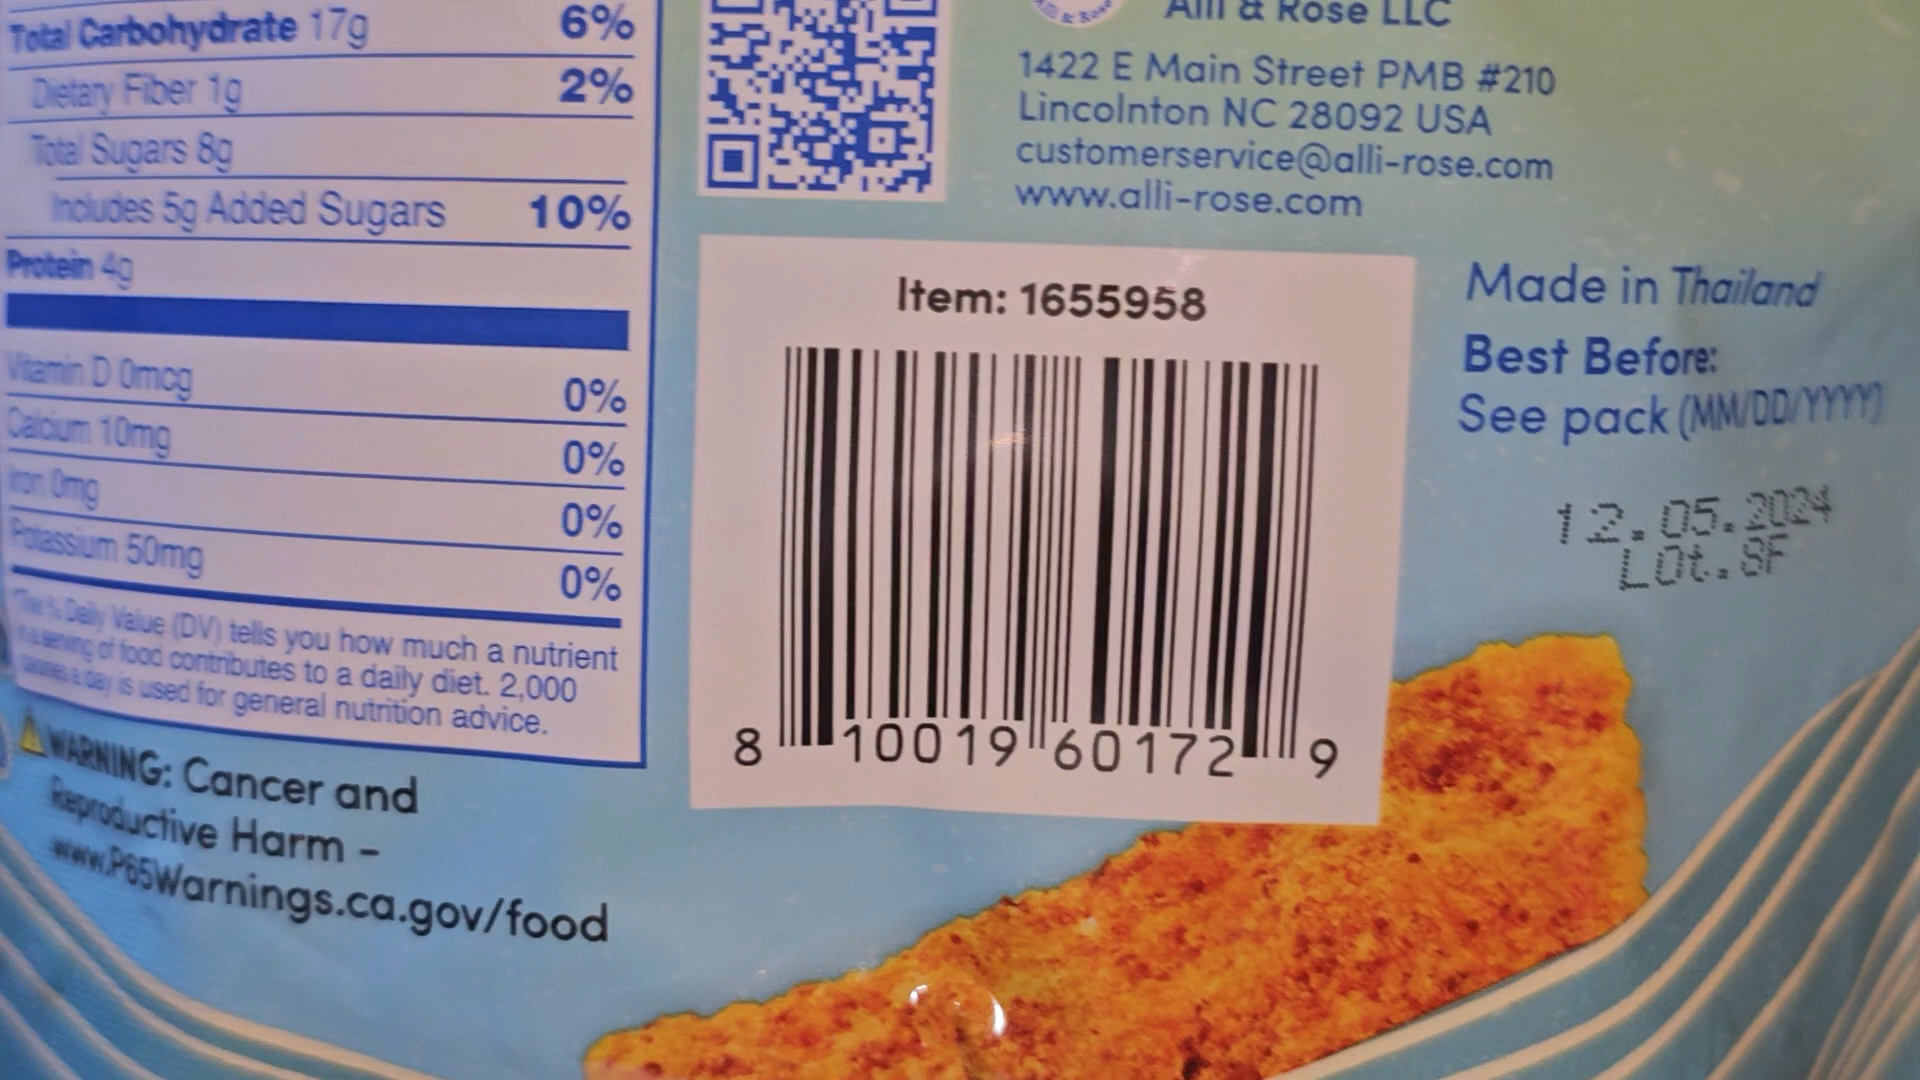 Total Carbohydrate 17g 6%
Dietary Fiber 1g 2%
Total Sugars 8g
Includes 5g Added Sugars 10%
Protein 4g
Vitamin D 0mcg 0%
Calcium 10mg 0%
Iron 0mg 0%
Potassium 50mg 0%
*The % Daily Value (DV) tells you how much a nutrient
in a serving of food contributes to a daily diet. 2,000
calories a day is used for general nutrition advice.
WARNING: Cancer and
Reproductive Harm -
www.P65Warnings.ca.gov/food
Alli & Rose
Alli & Rose LLC
1422 E Main Street PMB #210
Lincolnton NC 28092 USA
customerservice@alli-rose.com
www.alli-rose.com
Item: 1655958
8 10019 60172 9
Made in Thailand
Best Before:
See pack (MM/DD/YYYY)
12.05.2024
Lot.8F